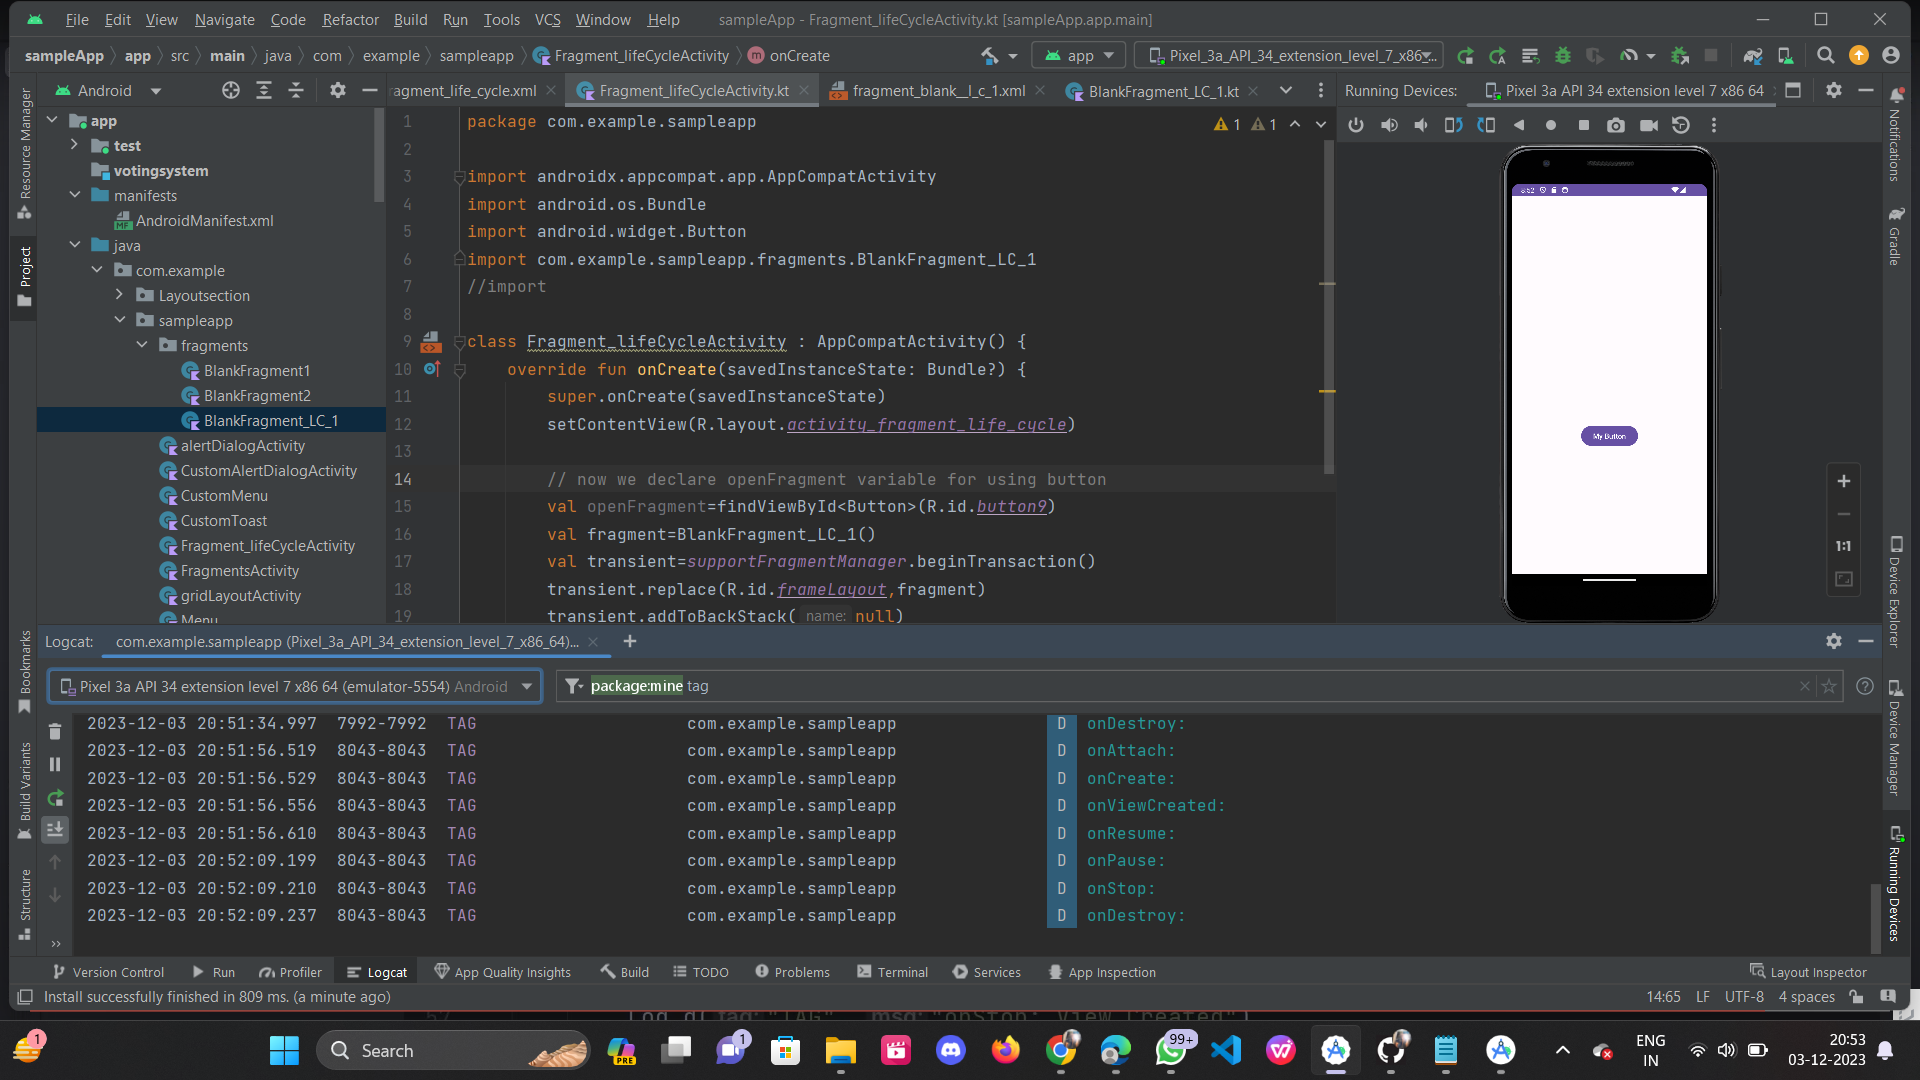 File Edit View Navigate Code Refactor Build Run Tools VCS Window Help sampleApp - Fragment_lifeCycleActivity.kt [sampleApp.app.main]
sampleApp app src main java com example sampleapp Fragment_lifeCycleActivity onCreate app Pixel_3a_API_34_extension_level_7_x86...
Android
ragment_life_cycle.xml Fragment_lifeCycleActivity.kt fragment_blank__l_c_1.xml BlankFragment_LC_1.kt
Running Devices: Pixel 3a API 34 extension level 7 x86 64
Resource Manager
Project
Bookmarks
Build Variants
Structure
app
test
votingsystem
manifests
AndroidManifest.xml
java
com.example
Layoutsection
sampleapp
fragments
BlankFragment1
BlankFragment2
BlankFragment_LC_1
alertDialogActivity
CustomAlertDialogActivity
CustomMenu
CustomToast
Fragment_lifeCycleActivity
FragmentsActivity
gridLayoutActivity
Menu
1 package com.example.sampleapp
2
3 import androidx.appcompat.app.AppCompatActivity
4 import android.os.Bundle
5 import android.widget.Button
6 import com.example.sampleapp.fragments.BlankFragment_LC_1
7 //import
8
9 class Fragment_lifeCycleActivity : AppCompatActivity() {
10 override fun onCreate(savedInstanceState: Bundle?) {
11 super.onCreate(savedInstanceState)
12 setContentView(R.layout.activity_fragment_life_cycle)
13
14 // now we declare openFragment variable for using button
15 val openFragment=findViewById<Button>(R.id.button9)
16 val fragment=BlankFragment_LC_1()
17 val transient=supportFragmentManager.beginTransaction()
18 transient.replace(R.id.frameLayout,fragment)
19 transient.addToBackStack( name: null)
1 1
8:52
My Button
1:1
Notifications
Gradle
Device Explorer
Device Manager
Running Devices
Logcat: com.example.sampleapp (Pixel_3a_API_34_extension_level_7_x86_64)...
Pixel 3a API 34 extension level 7 x86 64 (emulator-5554) Android package:mine tag
2023-12-03 20:51:34.997 7992-7992 TAG com.example.sampleapp D onDestroy:
2023-12-03 20:51:56.519 8043-8043 TAG com.example.sampleapp D onAttach:
2023-12-03 20:51:56.529 8043-8043 TAG com.example.sampleapp D onCreate:
2023-12-03 20:51:56.556 8043-8043 TAG com.example.sampleapp D onViewCreated:
2023-12-03 20:51:56.610 8043-8043 TAG com.example.sampleapp D onResume:
2023-12-03 20:52:09.199 8043-8043 TAG com.example.sampleapp D onPause:
2023-12-03 20:52:09.210 8043-8043 TAG com.example.sampleapp D onStop:
2023-12-03 20:52:09.237 8043-8043 TAG com.example.sampleapp D onDestroy:
Version Control Run Profiler Logcat App Quality Insights Build TODO Problems Terminal Services App Inspection Layout Inspector
Install successfully finished in 809 ms. (a minute ago) 14:65 LF UTF-8 4 spaces
1 Search PRE 1 99+ ENG IN 20:53
03-12-2023